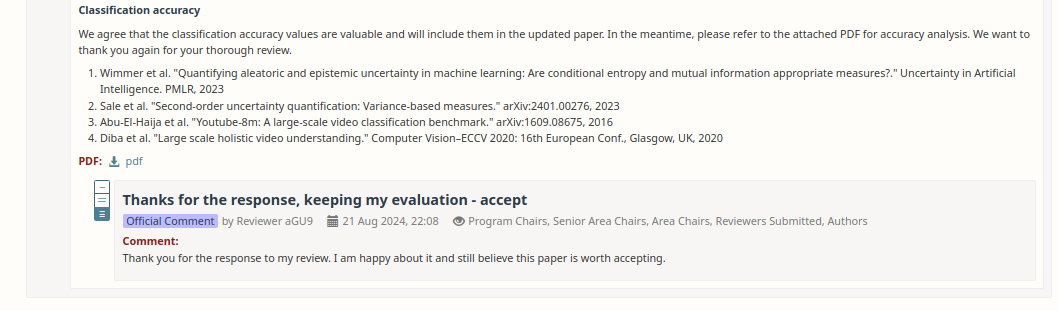 Classification accuracy
We agree that the classification accuracy values are valuable and will include them in the updated paper. In the meantime, please refer to the attached PDF for accuracy analysis. We want to
thank you again for your thorough review.
1. Wimmer et al. "Quantifying aleatoric and epistemic uncertainty in machine learning: Are conditional entropy and mutual information appropriate measures?." Uncertainty in Artificial
Intelligence. PMLR, 2023
2. Sale et al. "Second-order uncertainty quantification: Variance-based measures." arXiv:2401.00276, 2023
3. Abu-El-Haija et al. "Youtube-8m: A large-scale video classification benchmark." arXiv:1609.08675, 2016
4. Diba et al. "Large scale holistic video understanding." Computer Vision–ECCV 2020: 16th European Conf., Glasgow, UK, 2020
PDF: pdf
Thanks for the response, keeping my evaluation - accept
Official Comment by Reviewer aGU9 21 Aug 2024, 22:08 Program Chairs, Senior Area Chairs, Area Chairs, Reviewers Submitted, Authors
Comment:
Thank you for the response to my review. I am happy about it and still believe this paper is worth accepting.